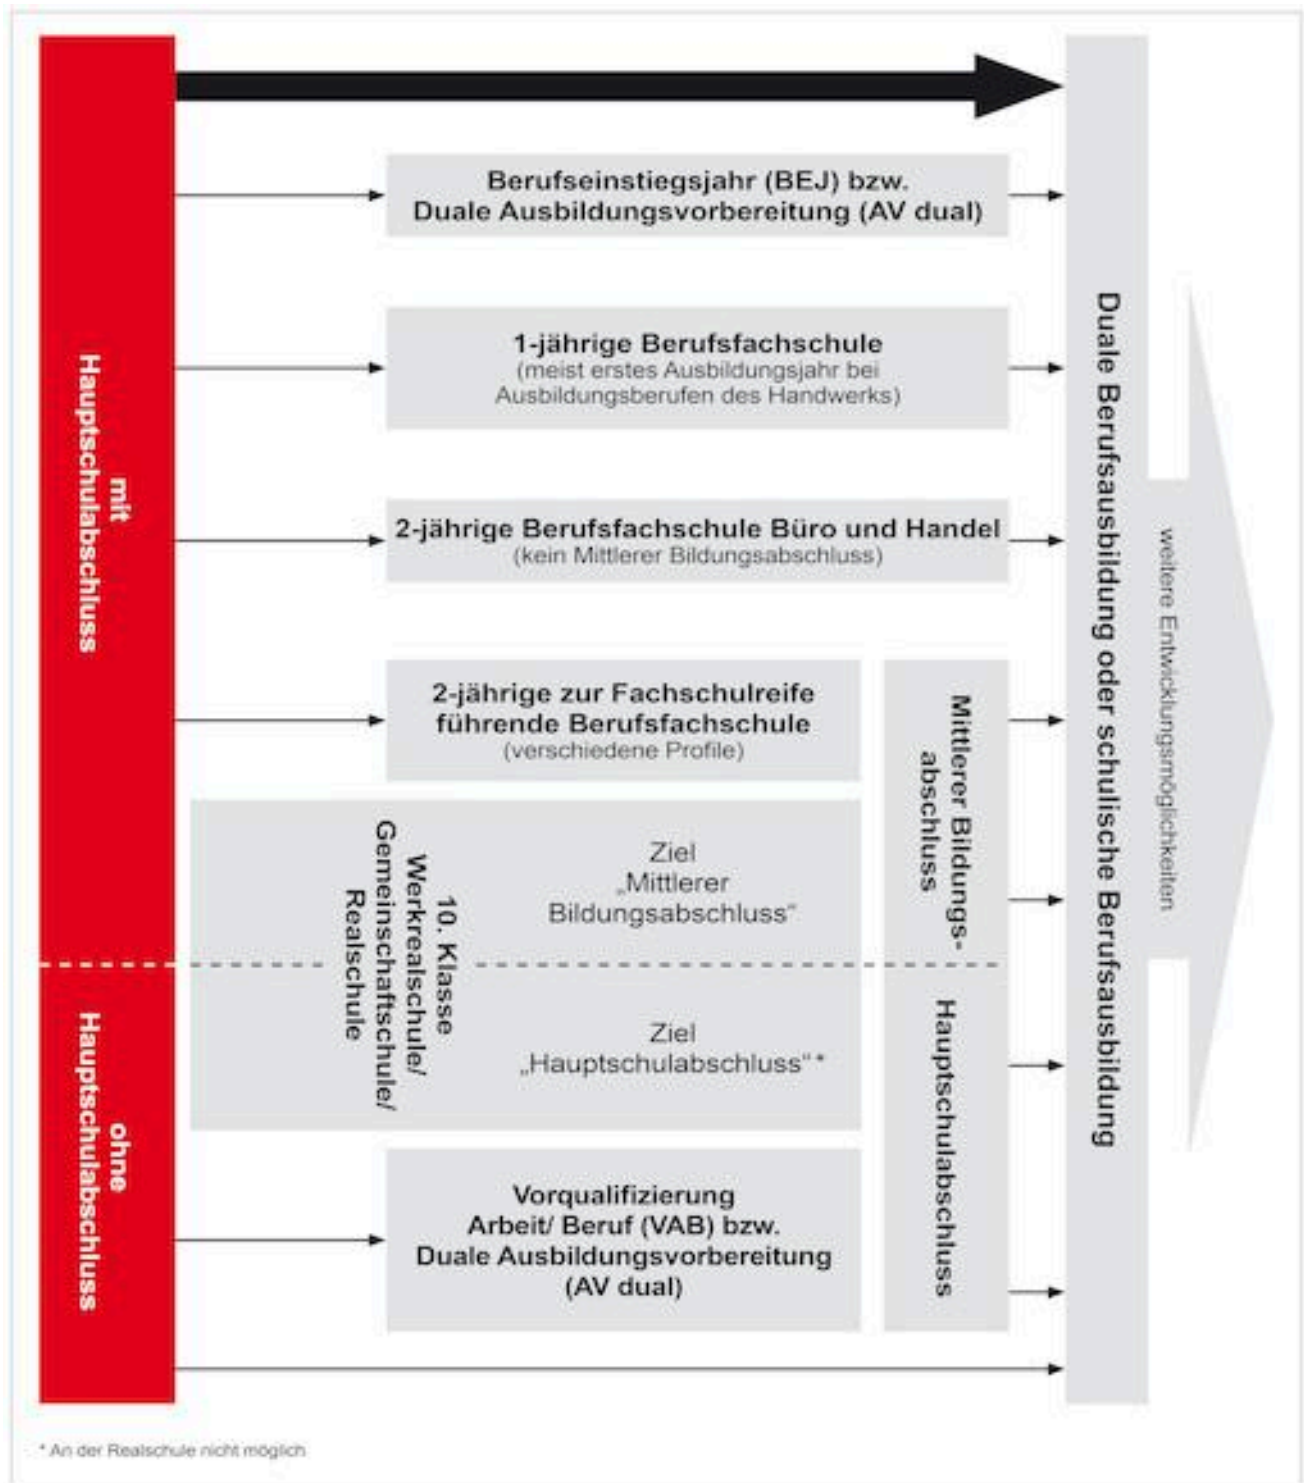 mit
Hauptschulabschluss
ohne
Hauptschulabschluss
Berufseinstiegsjahr (BEJ) bzw.
Duale Ausbildungsvorbereitung (AV dual)
1-jährige Berufsfachschule
(meist erstes Ausbildungsjahr bei
Ausbildungsberufen des Handwerks)
2-jährige Berufsfachschule Büro und Handel
(kein Mittlerer Bildungsabschluss)
2-jährige zur Fachschulreife
führende Berufsfachschule
(verschiedene Profile)
10. Klasse
Werkrealschule/
Gemeinschaftschule/
Realschule
Ziel
„Mittlerer
Bildungsabschluss“
Ziel
„Hauptschulabschluss“*
Vorqualifizierung
Arbeit/ Beruf (VAB) bzw.
Duale Ausbildungsvorbereitung
(AV dual)
Mittlerer Bildungs-
abschluss
Hauptschulabschluss
Duale Berufsausbildung oder schulische Berufsausbildung
weitere Entwicklungsmöglichkeiten
* An der Realschule nicht möglich